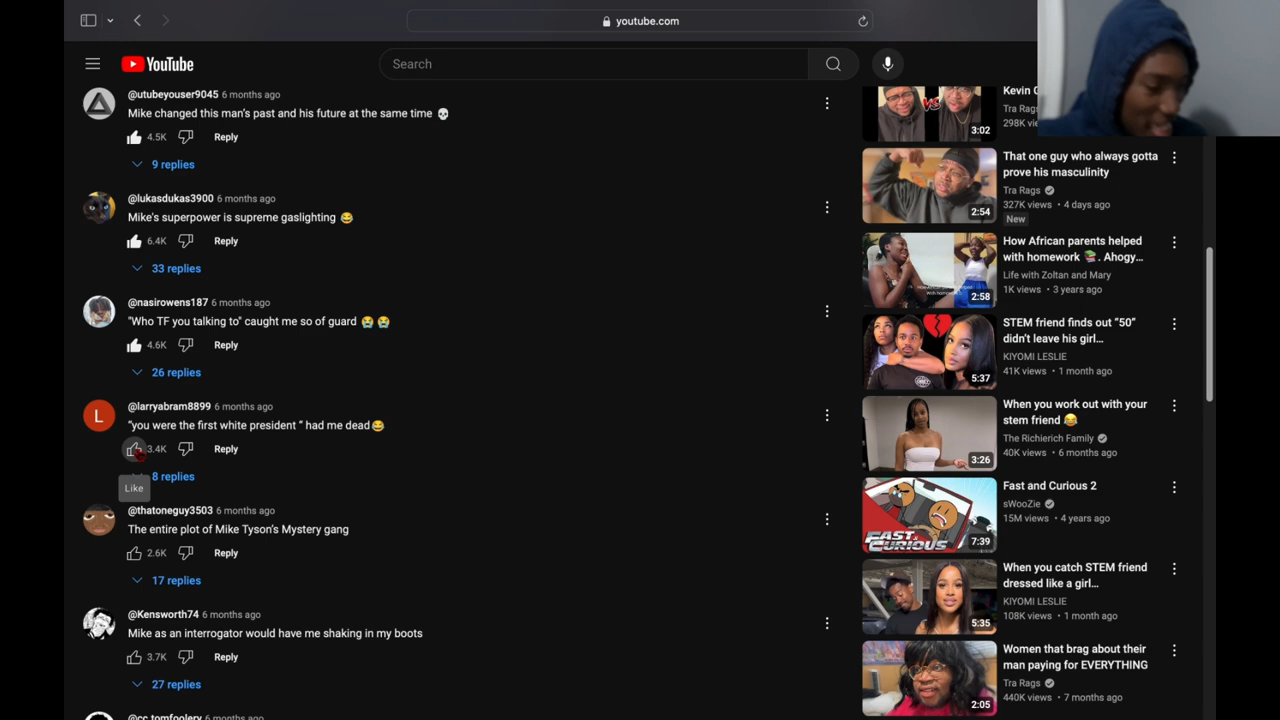 youtube.com
YouTube
Search
@utubeyouser9045 6 months ago
Mike changed this man's past and his future at the same time 💀
4.5K Reply
9 replies
@lukasdukas3900 6 months ago
Mike's superpower is supreme gaslighting 😂
6.4K Reply
33 replies
@nasirowens187 6 months ago
"Who TF you talking to" caught me so of guard 😭 😭
4.6K Reply
26 replies
L
@larryabram8899 6 months ago
“you were the first white president ” had me dead😂
3.4K Reply
8 replies
Like
@thatoneguy3503 6 months ago
The entire plot of Mike Tyson's Mystery gang
2.6K Reply
17 replies
@Kensworth74 6 months ago
Mike as an interrogator would have me shaking in my boots
3.7K Reply
27 replies
VS
3:02
Tra Rags
298K
That one guy who always gotta
prove his masculinity
Tra Rags
327K views • 4 days ago
New
2:54
How African parents helped
with homework 📚. Ahogy...
Life with Zoltan and Mary
1K views • 3 years ago
2:58
STEM friend finds out “50”
didn't leave his girl...
KIYOMI LESLIE
41K views • 1 month ago
5:37
When you work out with your
stem friend 😂
The Richierich Family
40K views • 6 months ago
3:26
Fast and Curious 2
sWooZie
15M views • 4 years ago
FAST & CURIOUS
7:39
When you catch STEM friend
dressed like a girl...
KIYOMI LESLIE
108K views • 1 month ago
5:35
Women that brag about their
man paying for EVERYTHING
Tra Rags
440K views • 7 months ago
2:05